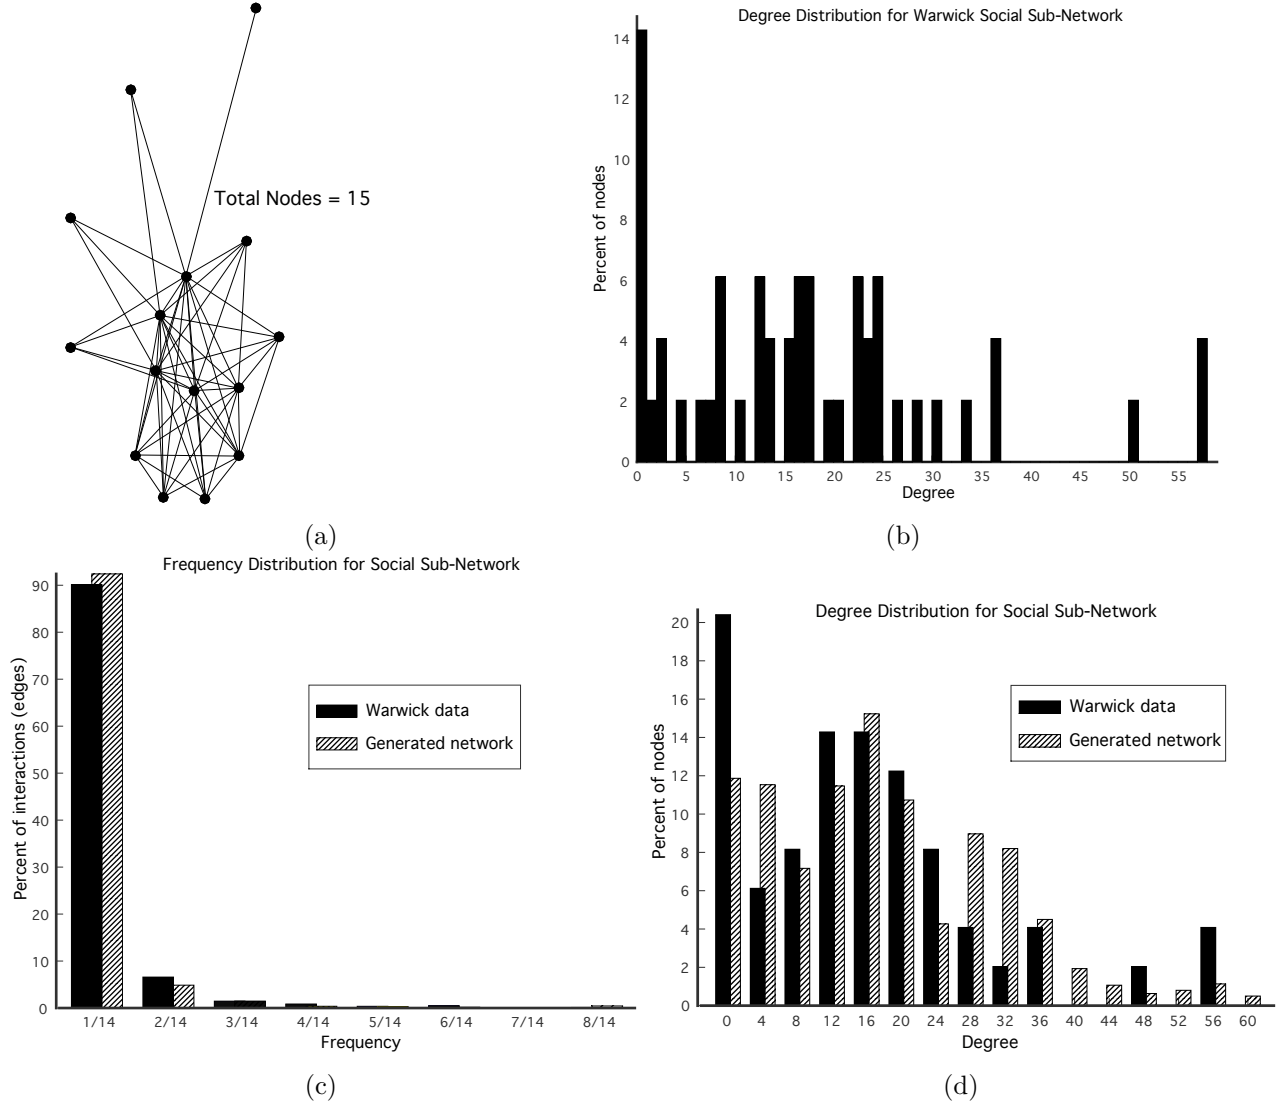 Total Nodes = 15
(a)
Degree Distribution for Warwick Social Sub-Network
Percent of nodes
14
12
10
8
6
4
2
0
0 5 10 15 20 25 30 35 40 45 50 55
Degree
(b)
Frequency Distribution for Social Sub-Network
Percent of interactions (edges)
90
80
70
60
50
40
30
20
10
0
Warwick data
Generated network
1/14 2/14 3/14 4/14 5/14 6/14 7/14 8/14
Frequency
(c)
Degree Distribution for Social Sub-Network
Percent of nodes
20
18
16
14
12
10
8
6
4
2
0
Warwick data
Generated network
0 4 8 12 16 20 24 28 32 36 40 44 48 52 56 60
Degree
(d)